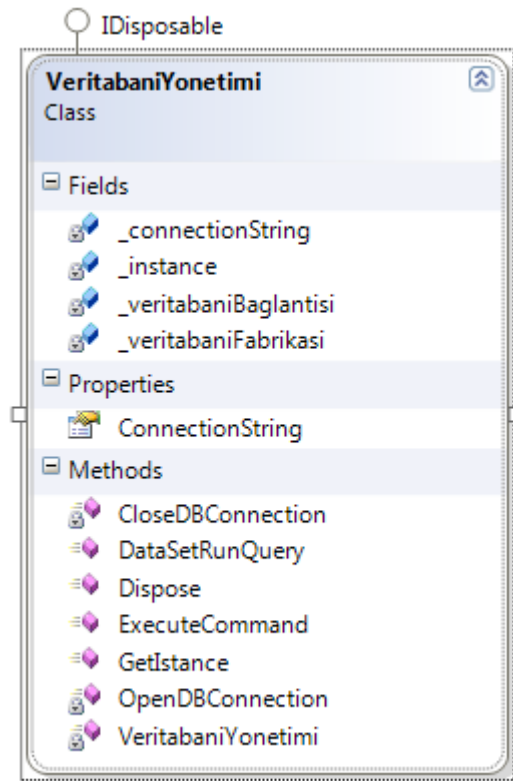 IDisposable
VeritabaniYonetimi
Class
Fields
_connectionString
_instance
_veritabaniBaglantisi
_veritabaniFabrikasi
Properties
ConnectionString
Methods
CloseDBConnection
DataSetRunQuery
Dispose
ExecuteCommand
GetIstance
OpenDBConnection
VeritabaniYonetimi